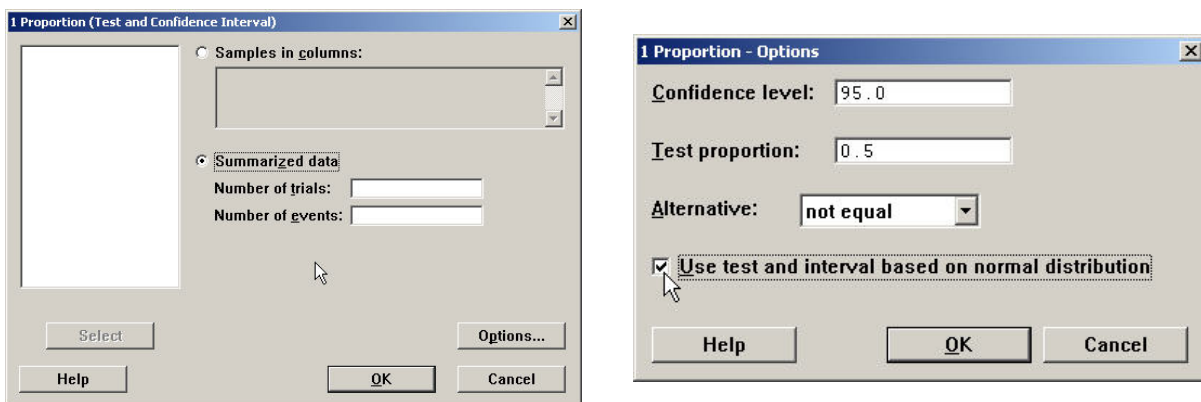 1 Proportion (Test and Confidence Interval)
Samples in columns:
Summarized data
Number of trials:
Number of events:
Select
Options...
Help
OK
Cancel
1 Proportion - Options
Confidence level: 95.0
Test proportion: 0.5
Alternative: not equal
Use test and interval based on normal distribution
Help
OK
Cancel